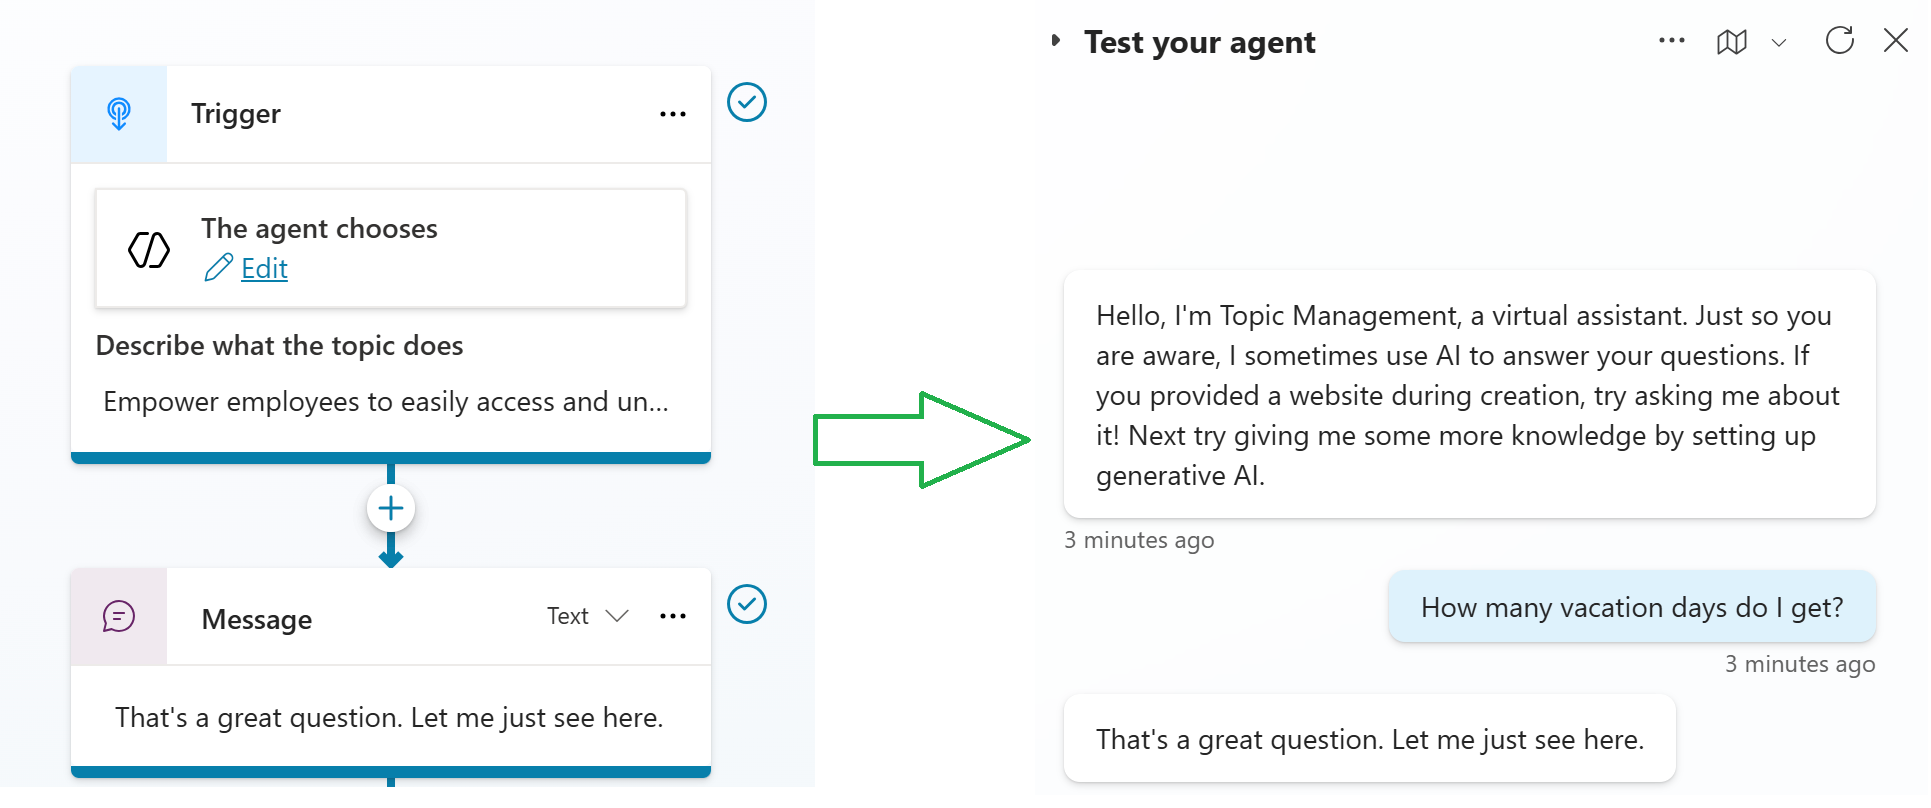 Trigger
The agent chooses
Edit
Describe what the topic does
Empower employees to easily access and un...
Message
Text
That's a great question. Let me just see here.
Test your agent
Hello, I'm Topic Management, a virtual assistant. Just so you
are aware, I sometimes use AI to answer your questions. If
you provided a website during creation, try asking me about
it! Next try giving me some more knowledge by setting up
generative AI.
3 minutes ago
How many vacation days do I get?
3 minutes ago
That's a great question. Let me just see here.